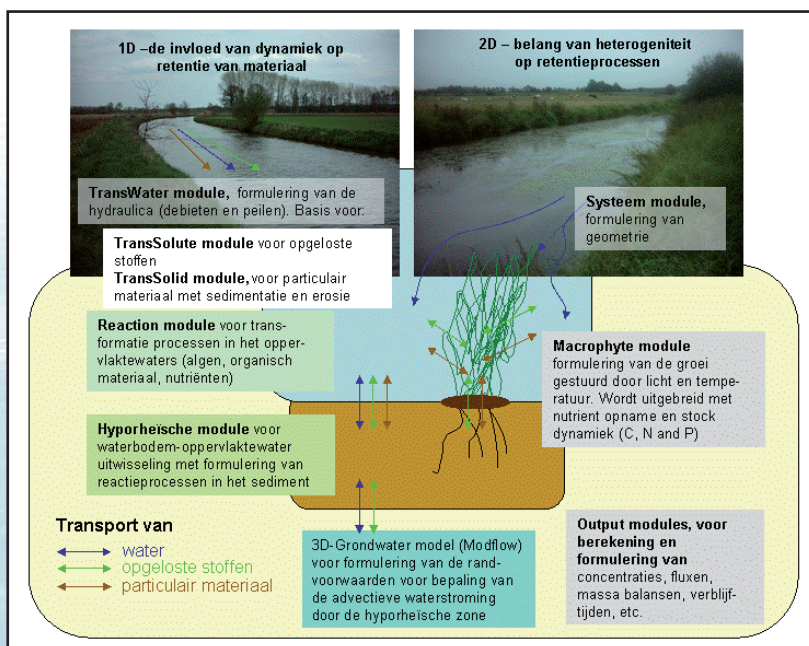 1D –de invloed van dynamiek op
retentie van materiaal
2D – belang van heterogeniteit
op retentieprocessen
TransWater module, formulering van de
hydraulica (debieten en peilen). Basis voor:
Systeem module,
formulering van
geometrie
TransSolute module voor opgeloste
stoffen
TransSolid module, voor particulair
materiaal met sedimentatie en erosie
Reaction module voor trans-
formatie processen in het opper-
vlaktewaters (algen, organisch
materiaal, nutriënten)
Macrophyte module
formulering van de groei
gestuurd door licht en tempe-
ratuur. Wordt uitgebreid met
nutrient opname en stock
dynamiek (C, N and P)
Hyporheïsche module voor
waterbodem-oppervlaktewater
uitwisseling met formulering van
reactieprocessen in het sediment
Transport van
water
opgeloste stoffen
particulair materiaal
3D-Grondwater model (Modflow)
voor formulering van de rand-
voorwaarden voor bepaling van
de advectieve waterstroming
door de hyporheïsche zone
Output modules, voor
berekening en
formulering van
concentraties, fluxen,
massa balansen, verblijf-
tijden, etc.